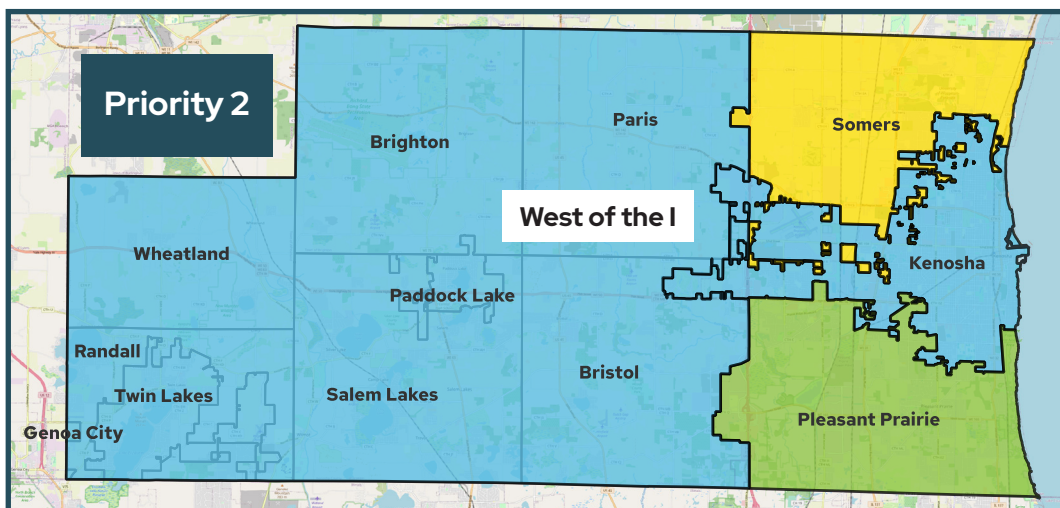 Priority 2
Paris
Somers
Brighton
West of the I
Wheatland
Kenosha
Paddock Lake
Randall
Bristol
Twin Lakes
Salem Lakes
Pleasant Prairie
Genoa City